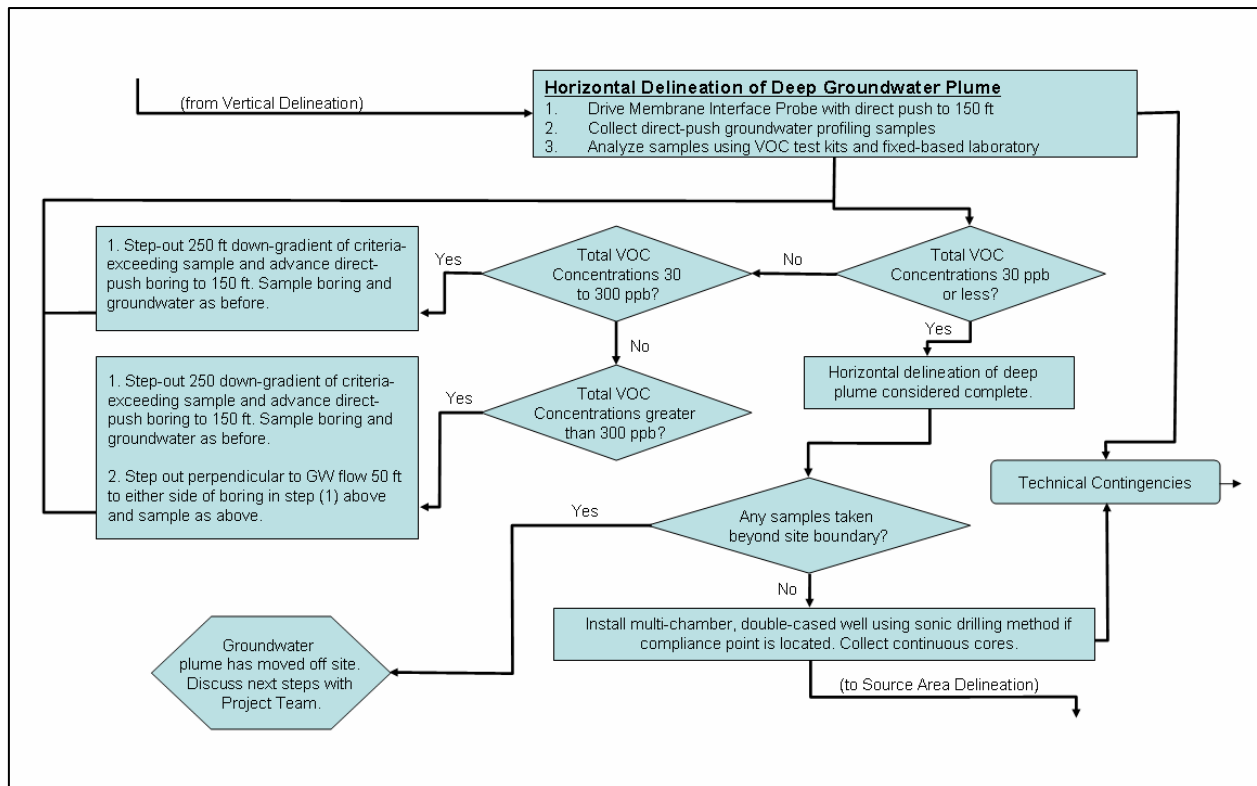 (from Vertical Delineation)
Horizontal Delineation of Deep Groundwater Plume
1. Drive Membrane Interface Probe with direct push to 150 ft
2. Collect direct-push groundwater profiling samples
3. Analyze samples using VOC test kits and fixed-based laboratory
1. Step-out 250 ft down-gradient of criteria-
exceeding sample and advance direct-
push boring to 150 ft. Sample boring and
groundwater as before.
Yes
Total VOC
Concentrations 30
to 300 ppb?
No
Total VOC
Concentrations 30 ppb
or less?
Yes
No
1. Step-out 250 down-gradient of criteria-
exceeding sample and advance direct-
push boring to 150 ft. Sample boring and
groundwater as before.
2. Step out perpendicular to GW flow 50 ft
to either side of boring in step (1) above
and sample as above.
Yes
Total VOC
Concentrations greater
than 300 ppb?
Horizontal delineation of deep
plume considered complete.
Technical Contingencies
Yes
Any samples taken
beyond site boundary?
No
Install multi-chamber, double-cased well using sonic drilling method if
compliance point is located. Collect continuous cores.
Groundwater
plume has moved off site.
Discuss next steps with
Project Team.
(to Source Area Delineation)